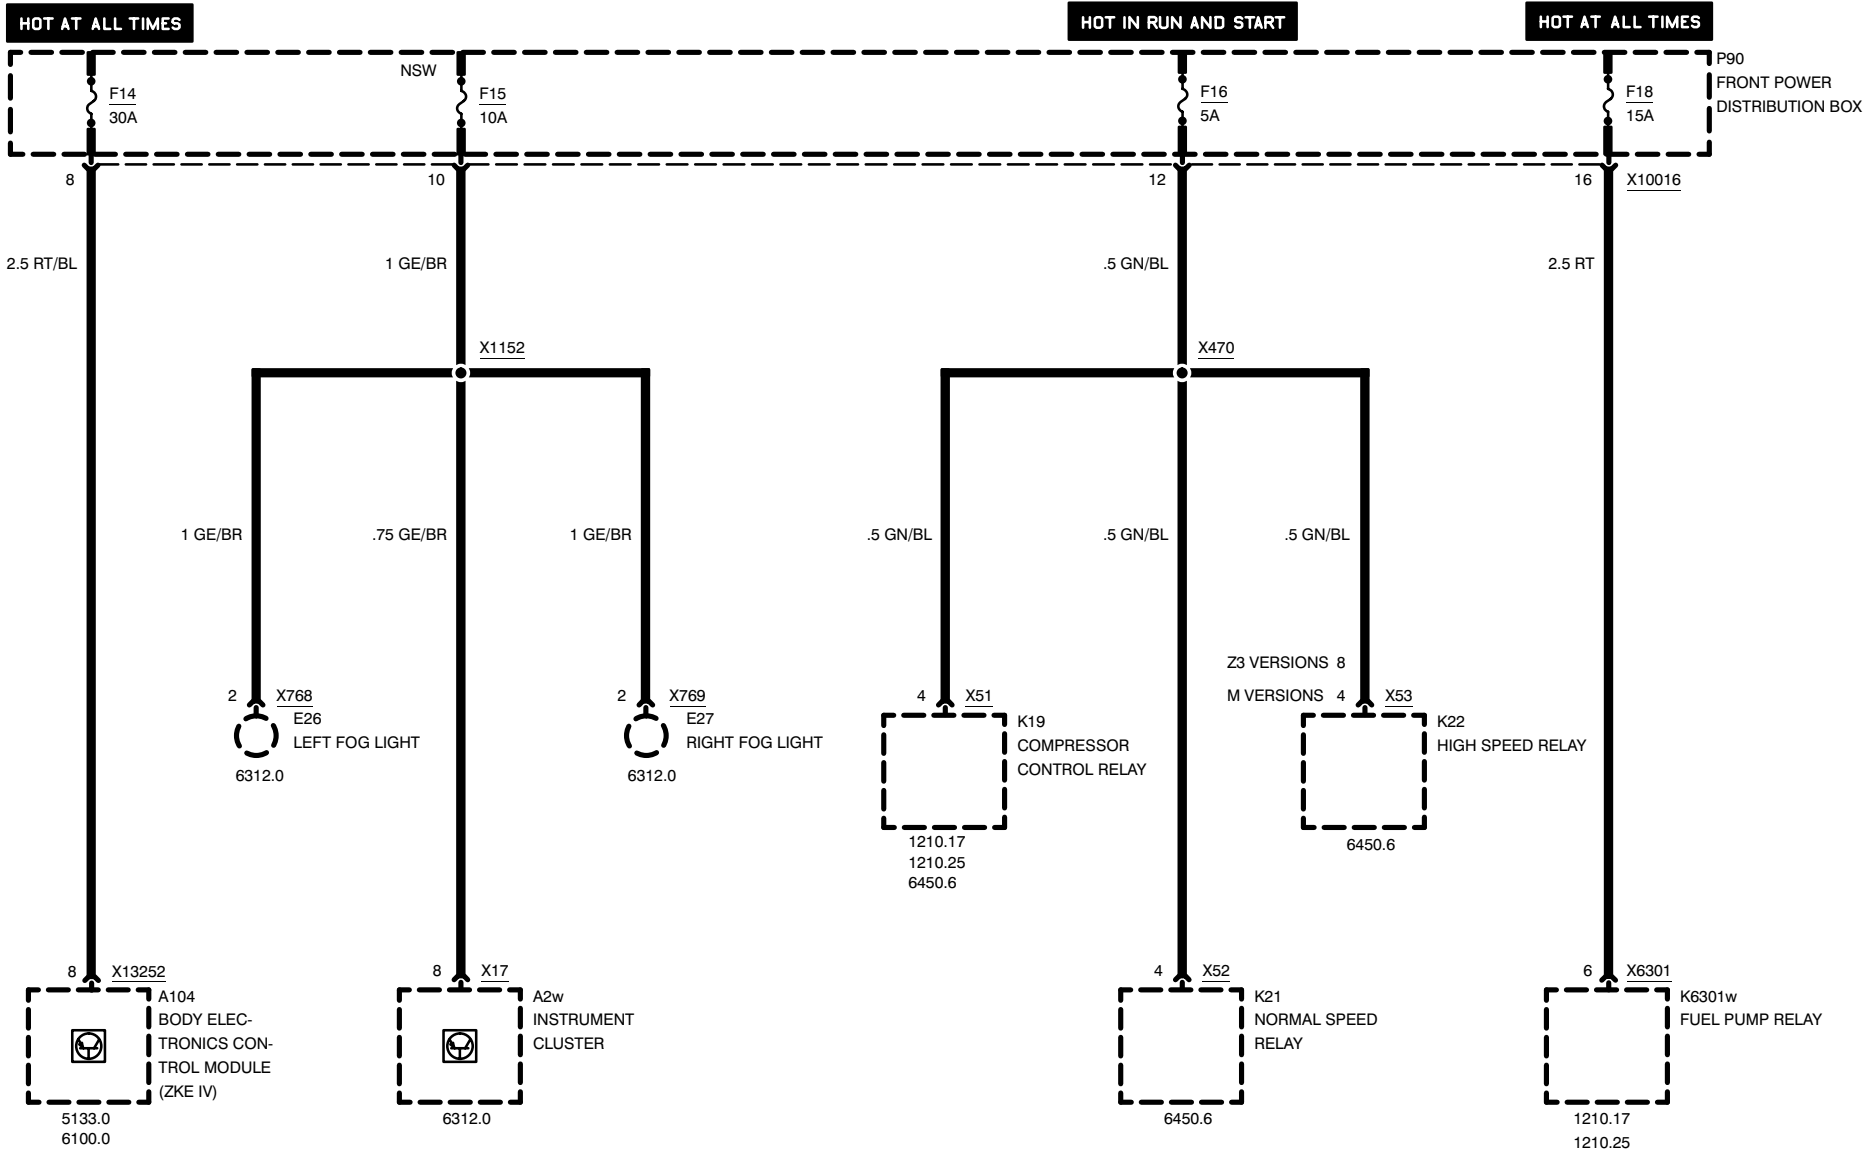 HOT AT ALL TIMES
HOT IN RUN AND START
HOT AT ALL TIMES
P90
FRONT POWER
DISTRIBUTION BOX
NSW
F14
30A
F15
10A
F16
5A
F18
15A
8
10
12
16
X10016
2.5 RT/BL
1 GE/BR
.5 GN/BL
2.5 RT
X1152
X470
1 GE/BR
.75 GE/BR
1 GE/BR
.5 GN/BL
.5 GN/BL
.5 GN/BL
Z3 VERSIONS 8
M VERSIONS 4
X53
2
X768
E26
LEFT FOG LIGHT
6312.0
2
X769
E27
RIGHT FOG LIGHT
6312.0
4
X51
K19
COMPRESSOR
CONTROL RELAY
1210.17
1210.25
6450.6
K22
HIGH SPEED RELAY
6450.6
8
X13252
A104
BODY ELEC-
TRONICS CON-
TROL MODULE
(ZKE IV)
5133.0
6100.0
8
X17
A2w
INSTRUMENT
CLUSTER
6312.0
4
X52
K21
NORMAL SPEED
RELAY
6450.6
6
X6301
K6301w
FUEL PUMP RELAY
1210.17
1210.25